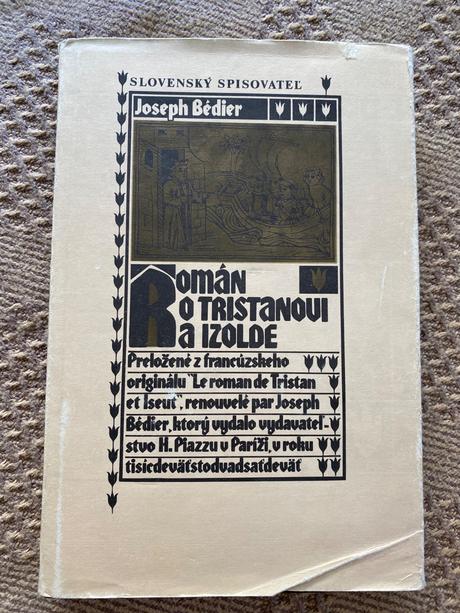 SLOVENSKÝ SPISOVATEĽ
Joseph Bédier
Román
o Tristanovi
a Izolde
Preložené z francúzskeho
originálu "Le roman de Tristan
et Iseut", renouvelé par Joseph
Bédier, ktorý vydalo vydavateľ-
stvo H. Piazzu v Paríži, v roku
tisícdeväťstodvadsaťdeväť